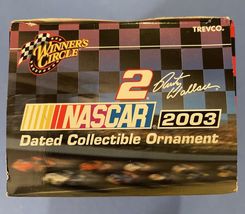 WINNER'S CIRCLE
TREVCO.
2
Rusty Wallace
NASCAR 2003
Dated Collectible Ornament